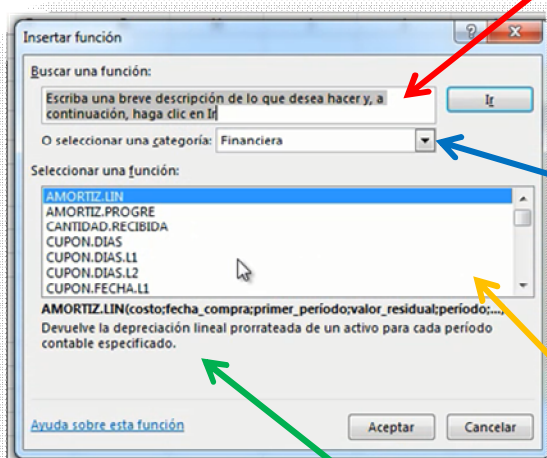 Insertar función
Buscar una función:
Escriba una breve descripción de lo que desea hacer y, a
continuación, haga clic en Ir
Ir
O seleccionar una categoría: Financiera
Seleccionar una función:
AMORTIZ.LIN
AMORTIZ.PROGRE
CANTIDAD.RECIBIDA
CUPON.DIAS
CUPON.DIAS.L1
CUPON.DIAS.L2
CUPON.FECHA.L1
AMORTIZ.LIN(costo;fecha_compra;primer_período;valor_residual;período;...)
Devuelve la depreciación lineal prorrateada de un activo para cada período
contable especificado.
Ayuda sobre esta función
Aceptar
Cancelar